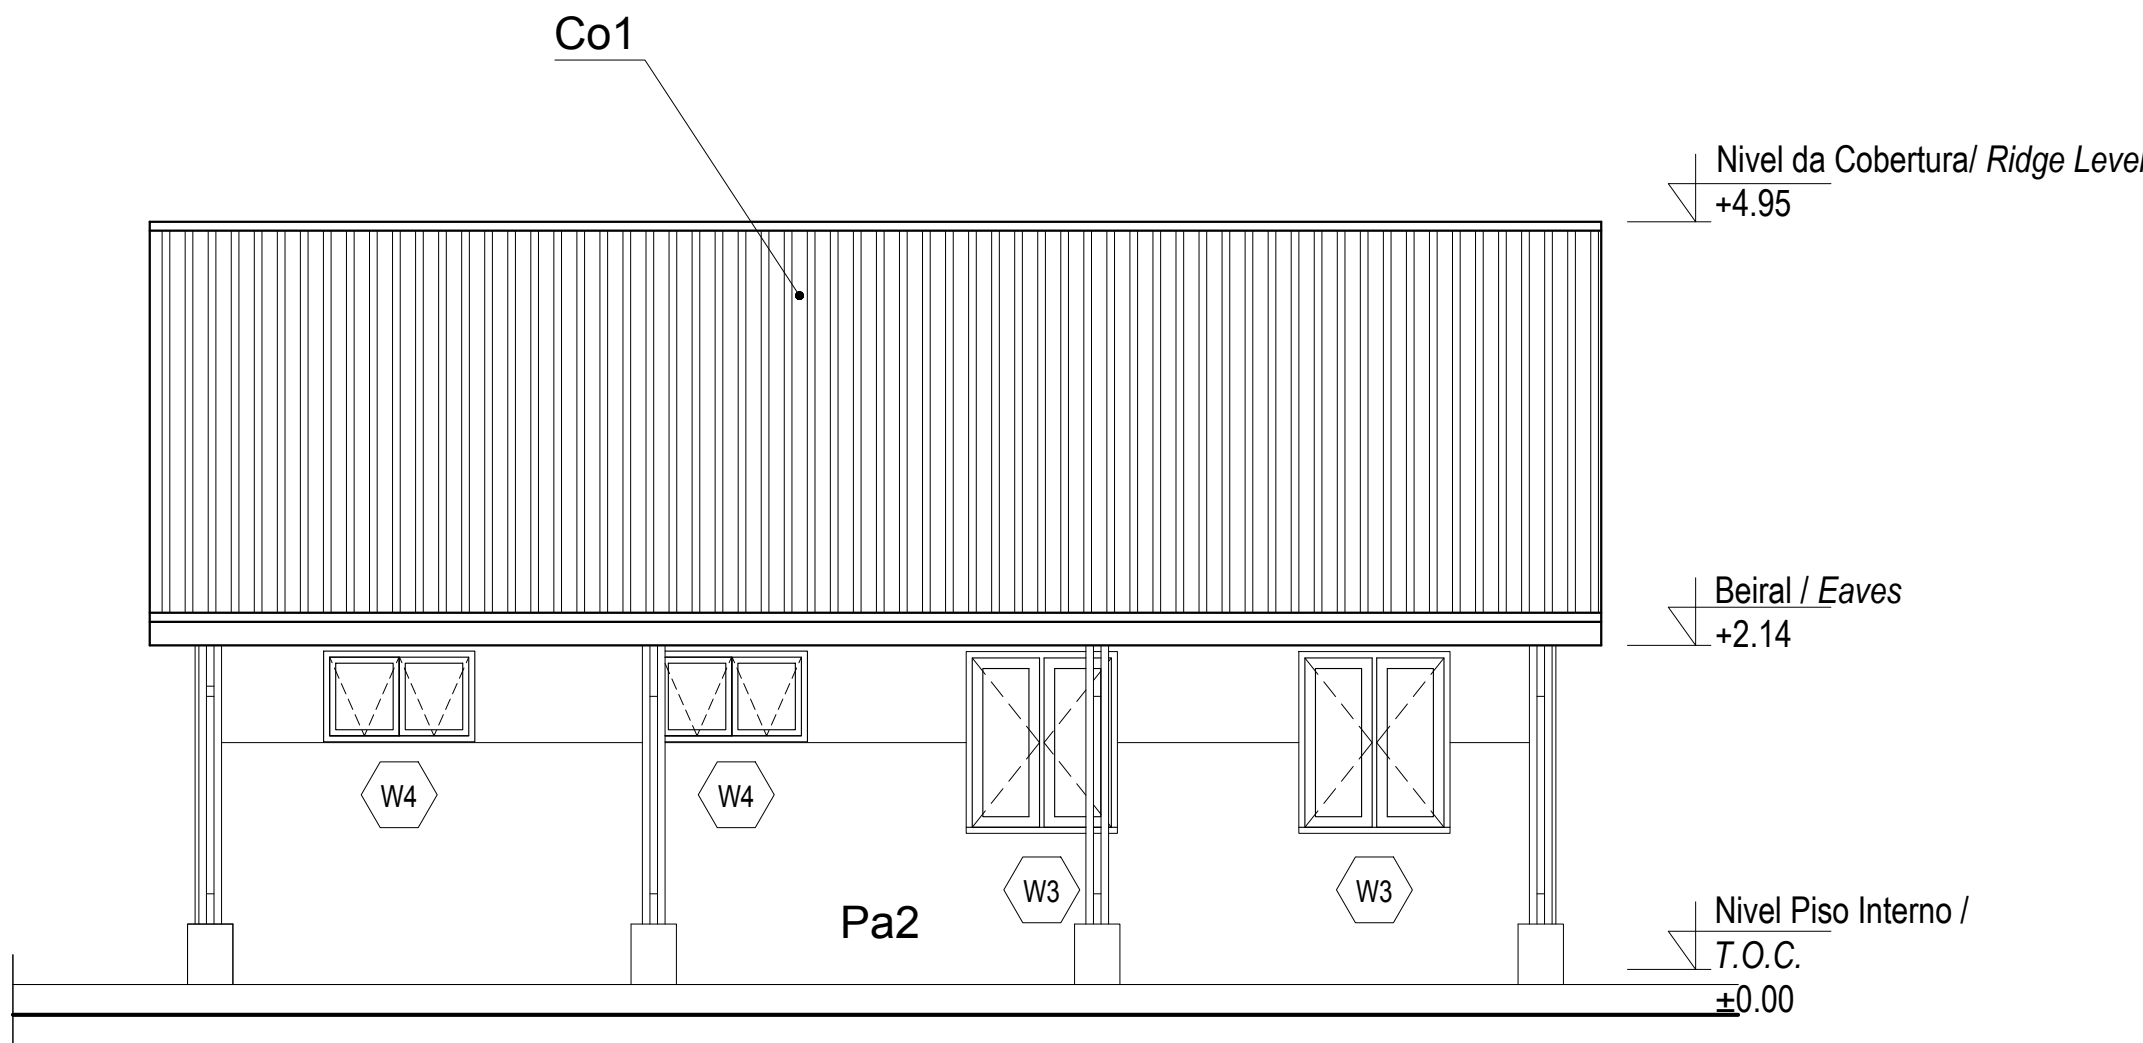 Co1
Nivel da Cobertura/ Ridge Level
+4.95
Beiral / Eaves
+2.14
W4
W4
W3
W3
Pa2
Nivel Piso Interno /
T.O.C.
±0.00